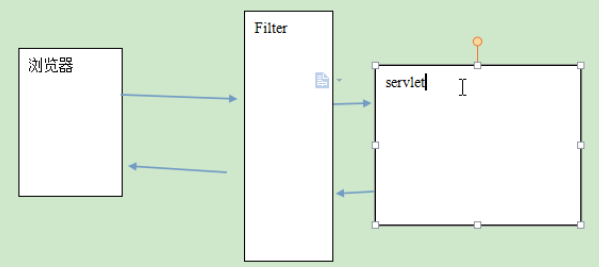 浏览器
Filter
servlet